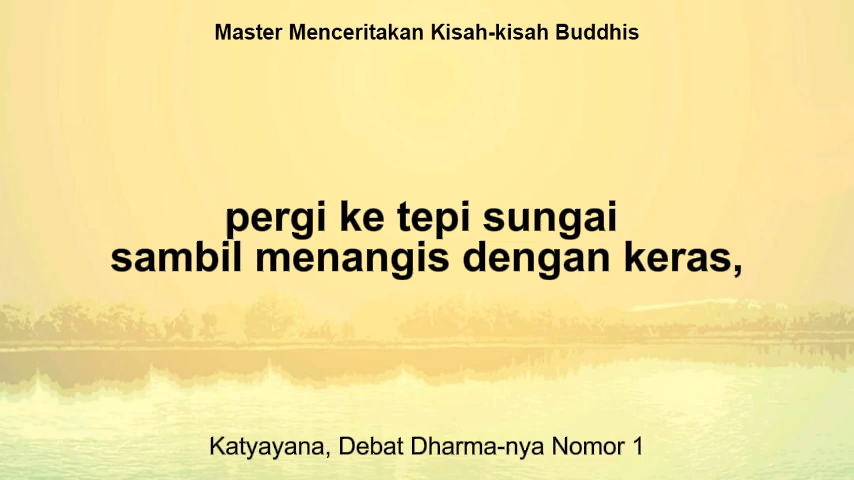 Master Menceritakan Kisah-kisah Buddhis
pergi ke tepi sungai
sambil menangis dengan keras,
Katyayana, Debat Dharma-nya Nomor 1